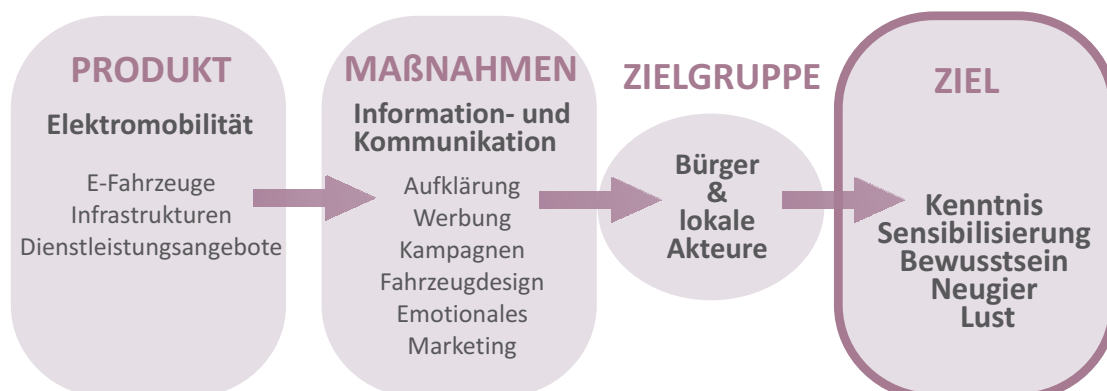 PRODUKT
Elektromobilität
E-Fahrzeuge
Infrastrukturen
Dienstleistungsangebote
MAßNAHMEN
Information- und
Kommunikation
Aufklärung
Werbung
Kampagnen
Fahrzeugdesign
Emotionales
Marketing
ZIELGRUPPE
Bürger
&
lokale
Akteure
ZIEL
Kenntnis
Sensibilisierung
Bewusstsein
Neugier
Lust